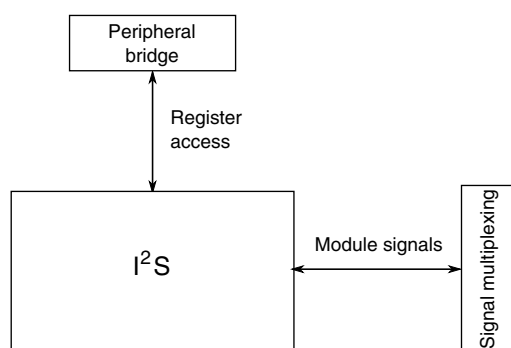 Peripheral
bridge
Register
access
I²S
Module signals
Signal multiplexing